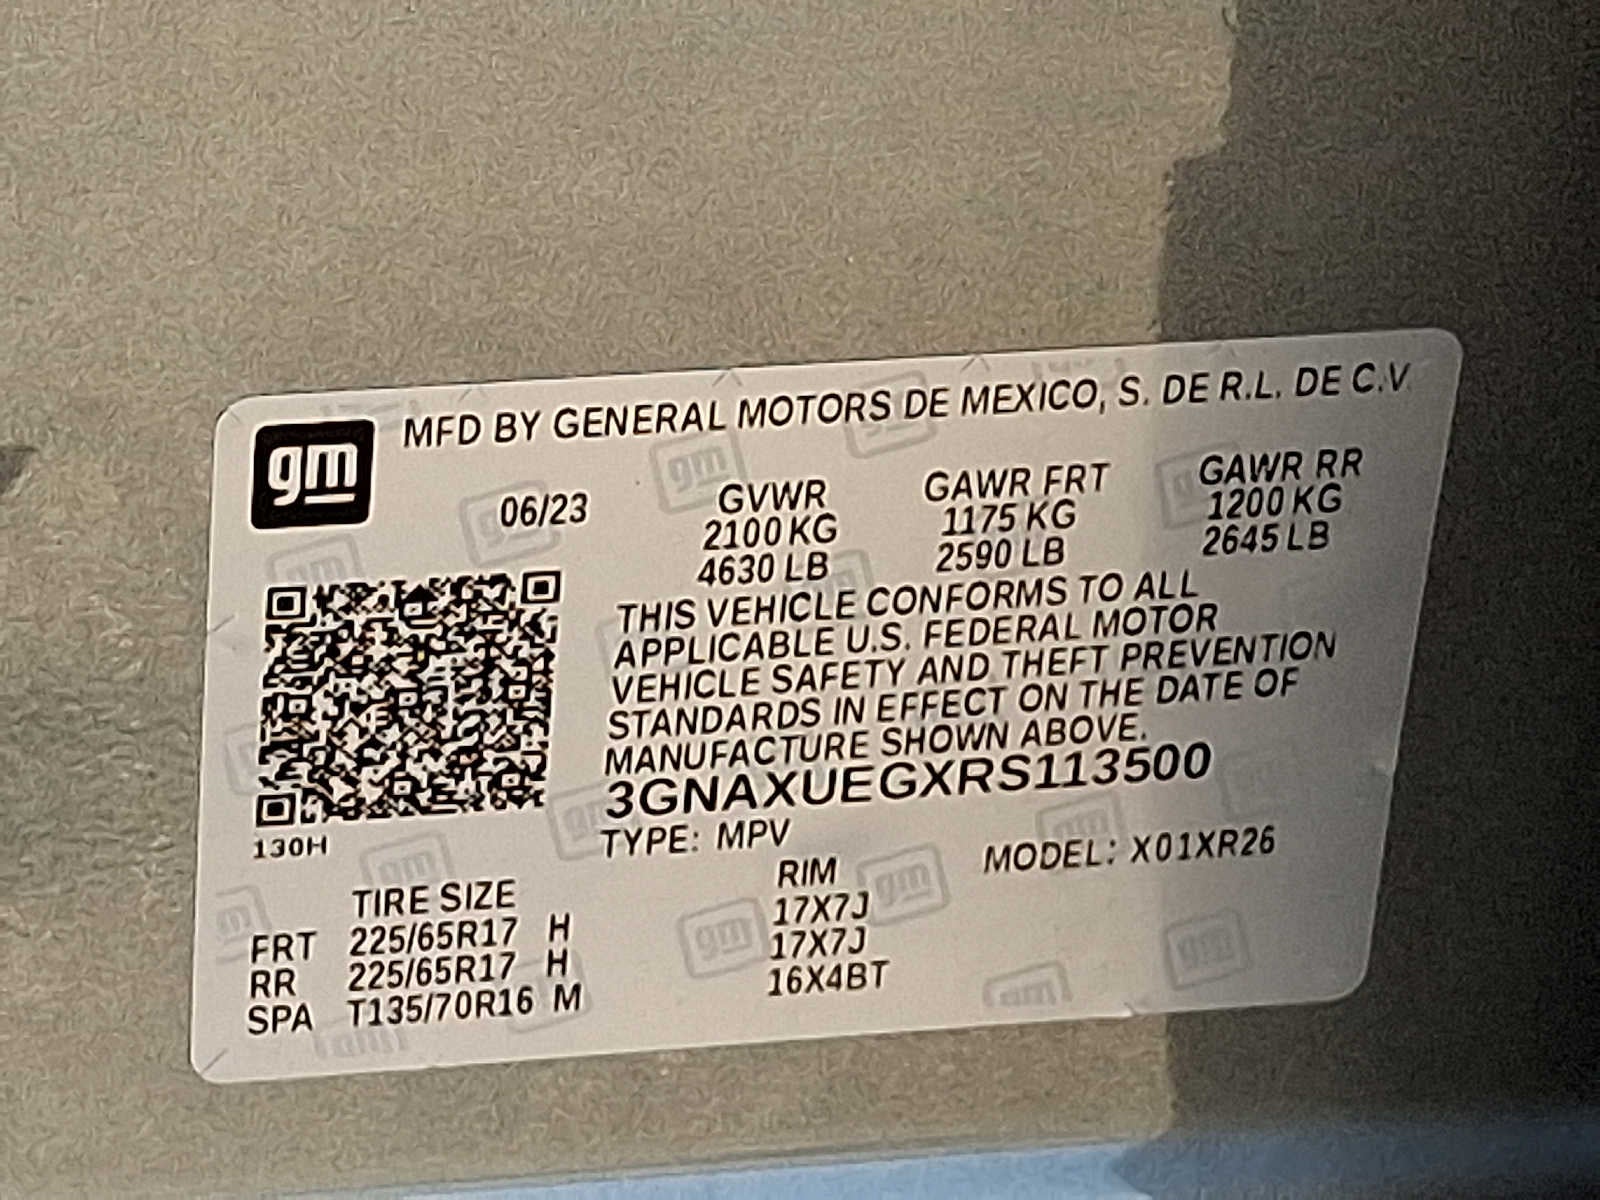 gm
MFD BY GENERAL MOTORS DE MEXICO, S. DE R.L. DE C.V
06/23
GVWR GAWR FRT GAWR RR
2100 KG 1175 KG 1200 KG
4630 LB 2590 LB 2645 LB
THIS VEHICLE CONFORMS TO ALL
APPLICABLE U.S. FEDERAL MOTOR
VEHICLE SAFETY AND THEFT PREVENTION
STANDARDS IN EFFECT ON THE DATE OF
MANUFACTURE SHOWN ABOVE.
3GNAXUEGXRS113500
130H
TYPE: MPV MODEL: X01XR26
TIRE SIZE RIM
FRT 225/65R17 H 17X7J
RR 225/65R17 H 17X7J
SPA T135/70R16 M 16X4BT